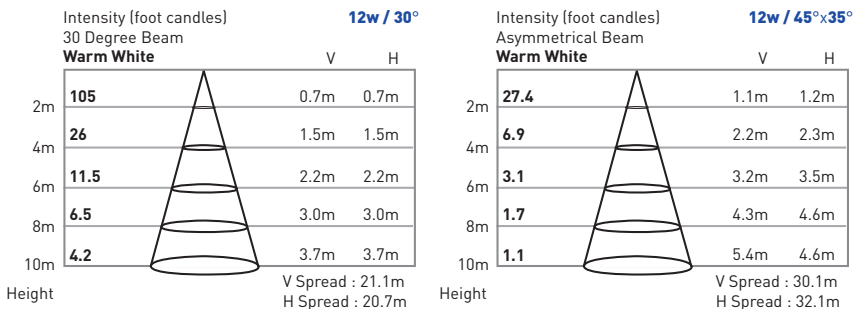 Intensity (foot candles) 12w / 30°
30 Degree Beam
Warm White V H
105 0.7m 0.7m
2m
26 1.5m 1.5m
4m
11.5 2.2m 2.2m
6m
6.5 3.0m 3.0m
8m
4.2 3.7m 3.7m
10m
Height
V Spread : 21.1m
H Spread : 20.7m
Intensity (foot candles) 12w / 45°x35°
Asymmetrical Beam
Warm White V H
27.4 1.1m 1.2m
2m
6.9 2.2m 2.3m
4m
3.1 3.2m 3.5m
6m
1.7 4.3m 4.6m
8m
1.1 5.4m 4.6m
10m
Height
V Spread : 30.1m
H Spread : 32.1m